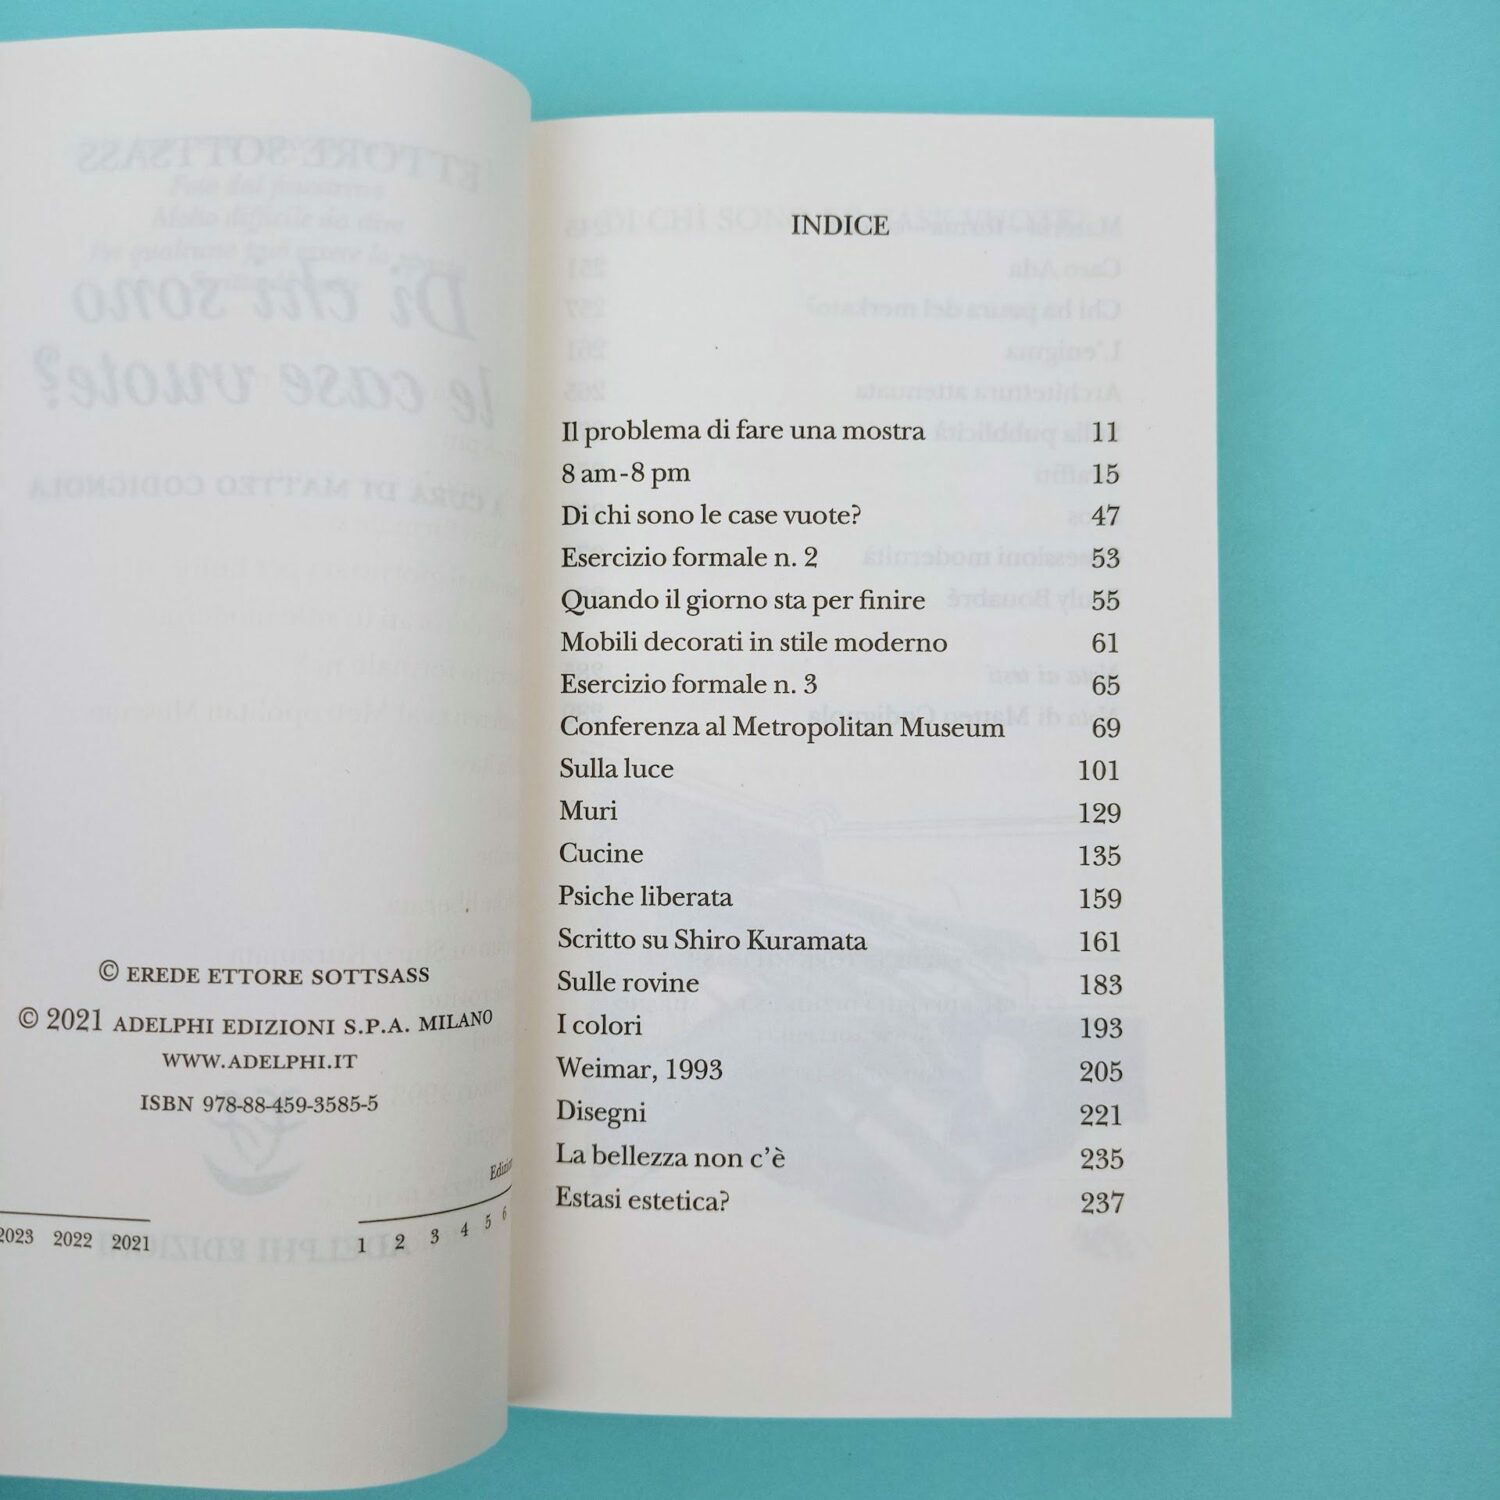 © EREDE ETTORE SOTTSASS
© 2021 ADELPHI EDIZIONI S.P.A. MILANO
WWW.ADELPHI.IT
ISBN 978-88-459-3585-5
2023 2022 2021
1 2 3 4 5 6
INDICE
Il problema di fare una mostra 11
8 am-8 pm 15
Di chi sono le case vuote? 47
Esercizio formale n. 2 53
Quando il giorno sta per finire 55
Mobili decorati in stile moderno 61
Esercizio formale n. 3 65
Conferenza al Metropolitan Museum 69
Sulla luce 101
Muri 129
Cucine 135
Psiche liberata 159
Scritto su Shiro Kuramata 161
Sulle rovine 183
I colori 193
Weimar, 1993 205
Disegni 221
La bellezza non c'è 235
Estasi estetica? 237